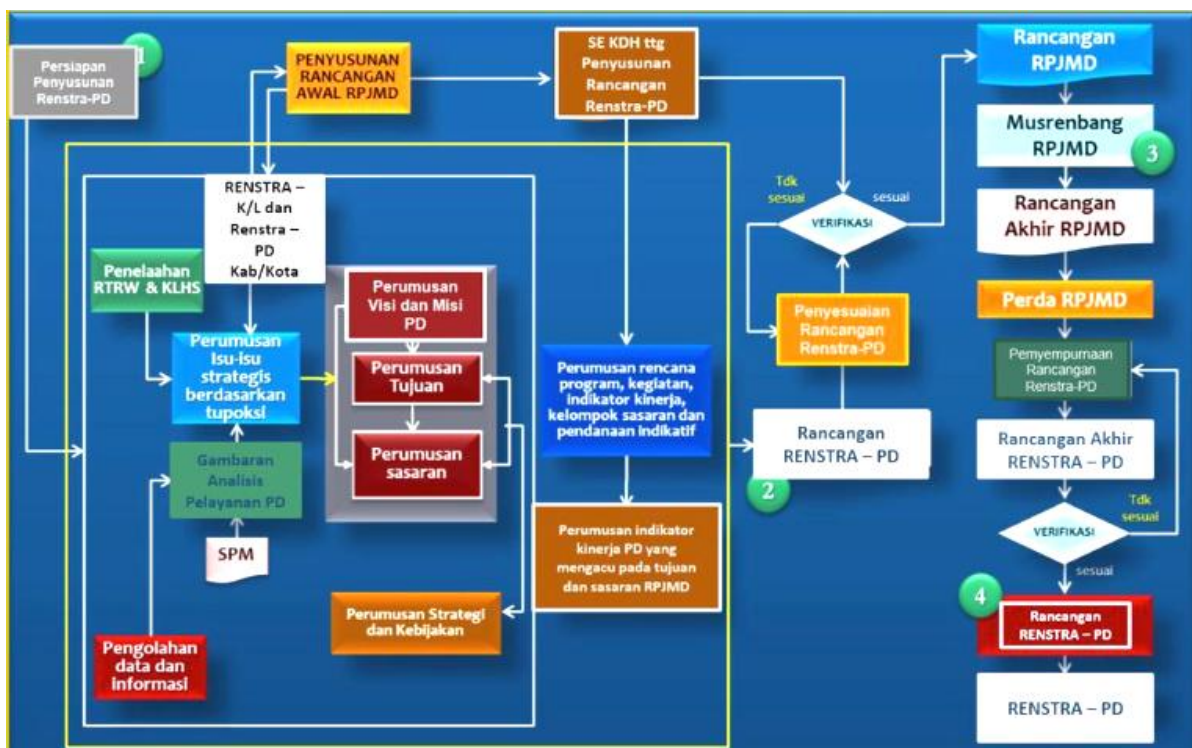 1
Persiapan
Penyusunan
Renstra-PD
PENYUSUNAN
RANCANGAN
AWAL RPJMD
SE KDH ttg
Penyusunan
Rancangan
Renstra-PD
RENSTRA –
K/L dan
Renstra –
PD
Kab/Kota
Penelaahan
RTRW & KLHS
Perumusan
Isu-isu
strategis
berdasarkan
tupoksi
Gambaran
Analisis
Pelayanan PD
SPM
Pengolahan
data dan
informasi
Perumusan
Visi dan Misi
PD
Perumusan
Tujuan
Perumusan
sasaran
Perumusan Strategi
dan Kebijakan
Perumusan rencana
program, kegiatan,
indikator kinerja,
kelompok sasaran dan
pendanaan indikatif
Perumusan indikator
kinerja PD yang
mengacu pada tujuan
dan sasaran RPJMD
Rancangan
RENSTRA – PD
2
Penyesuaian
Rancangan
Renstra-PD
Tdk
sesuai
sesuai
VERIFIKASI
Rancangan
RPJMD
Musrenbang
RPJMD
3
Rancangan
Akhir RPJMD
Perda RPJMD
Pemyempurnaan
Rancangan
Renstra-PD
Rancangan Akhir
RENSTRA – PD
Tdk
sesuai
VERIFIKASI
sesuai
4
Rancangan
RENSTRA – PD
RENSTRA – PD